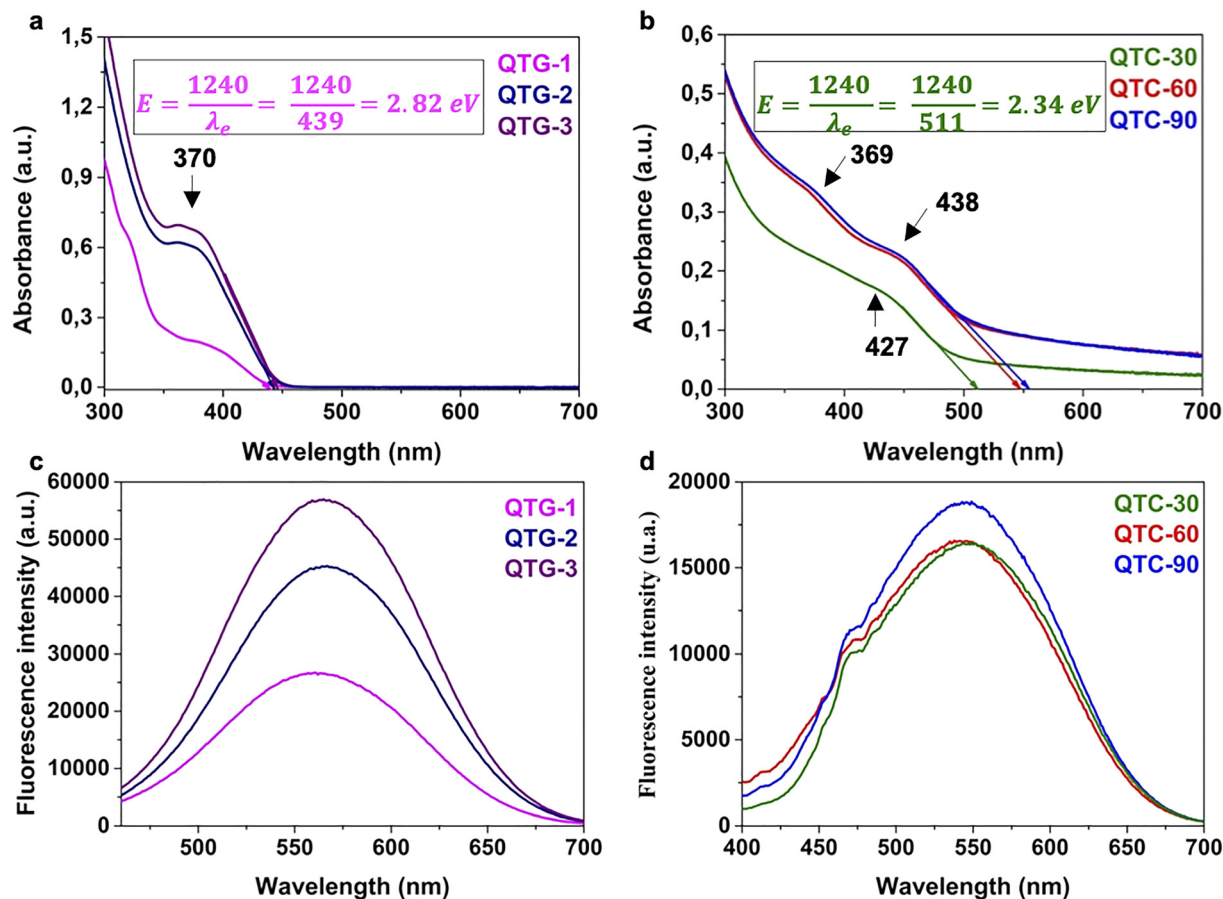 a
1,5
1,2
0,9
0,6
0,3
0,0
Absorbance (a.u.)
QTG-1
QTG-2
QTG-3
E = 1240/λe = 1240/439 = 2.82 eV
370
300 400 500 600 700
Wavelength (nm)
b
0,6
0,5
0,4
0,3
0,2
0,1
0,0
Absorbance (a.u.)
QTC-30
QTC-60
QTC-90
E = 1240/λe = 1240/511 = 2.34 eV
369
438
427
300 400 500 600 700
Wavelength (nm)
c
60000
50000
40000
30000
20000
10000
0
Fluorescence intensity (a.u.)
QTG-1
QTG-2
QTG-3
500 550 600 650 700
Wavelength (nm)
d
20000
15000
10000
5000
0
Fluorescence intensity (u.a.)
QTC-30
QTC-60
QTC-90
400 450 500 550 600 650 700
Wavelength (nm)